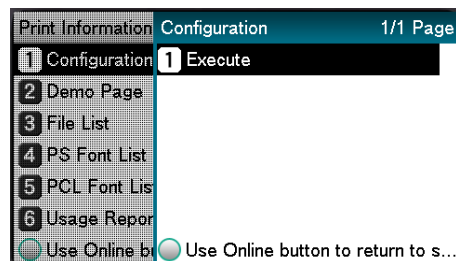 Print Information
1 Configuration
2 Demo Page
3 File List
4 PS Font List
5 PCL Font Lis
6 Usage Repor
Use Online bu
Configuration 1/1 Page
1 Execute
Use Online button to return to s...